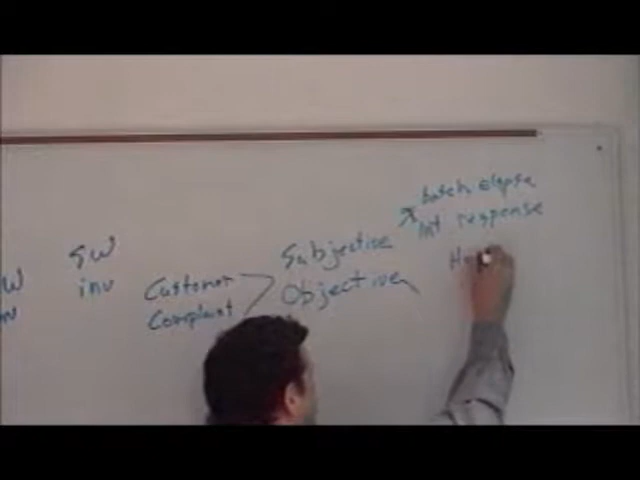 SW
inv
Customer
Complaint
Subjective
Objective
batch elapse
Int response